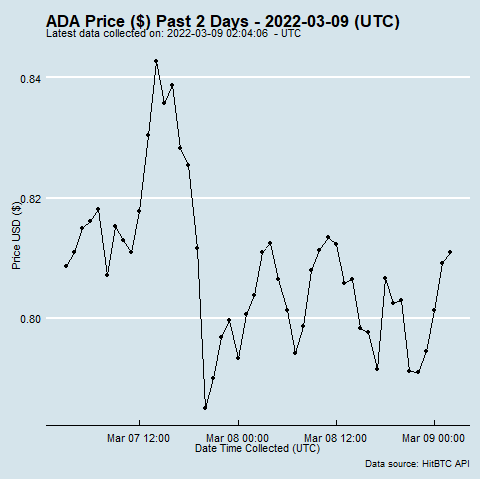 ADA Price ($) Past 2 Days - 2022-03-09 (UTC)
Latest data collected on: 2022-03-09 02:04:06 - UTC
0.84
0.82
0.80
Price USD ($)
Mar 07 12:00 Mar 08 00:00 Mar 08 12:00 Mar 09 00:00
Date Time Collected (UTC)
Data source: HitBTC API